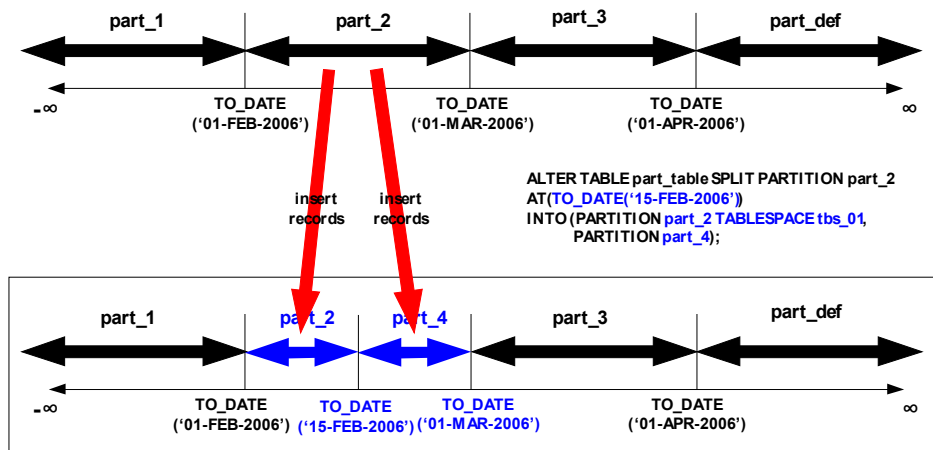 part_1 part_2 part_3 part_def
-∞ TO_DATE TO_DATE TO_DATE ∞
(‘01-FEB-2006’) (‘01-MAR-2006’) (‘01-APR-2006’)
insert insert
records records
ALTER TABLE part_table SPLIT PARTITION part_2
AT(TO_DATE(‘15-FEB-2006’))
INTO (PARTITION part_2 TABLESPACE tbs_01,
PARTITION part_4);
part_1 part_2 part_4 part_3 part_def
-∞ TO_DATE TO_DATE TO_DATE TO_DATE ∞
(‘01-FEB-2006’) (‘15-FEB-2006’) (‘01-MAR-2006’) (‘01-APR-2006’)